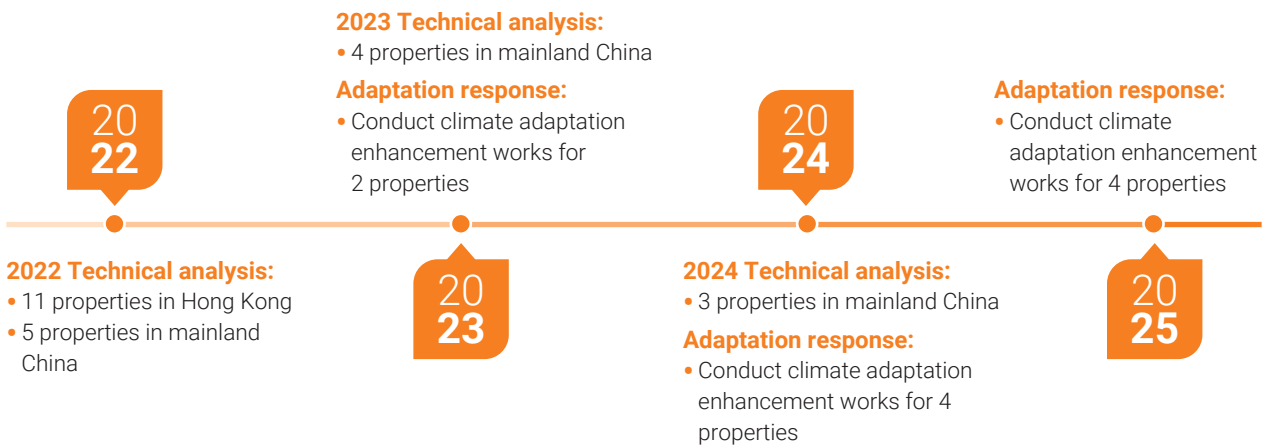 20
22
2022 Technical analysis:
• 11 properties in Hong Kong
• 5 properties in mainland
China
2023 Technical analysis:
• 4 properties in mainland China
Adaptation response:
• Conduct climate adaptation
enhancement works for
2 properties
20
23
20
24
2024 Technical analysis:
• 3 properties in mainland China
Adaptation response:
• Conduct climate adaptation
enhancement works for 4
properties
Adaptation response:
• Conduct climate
adaptation enhancement
works for 4 properties
20
25